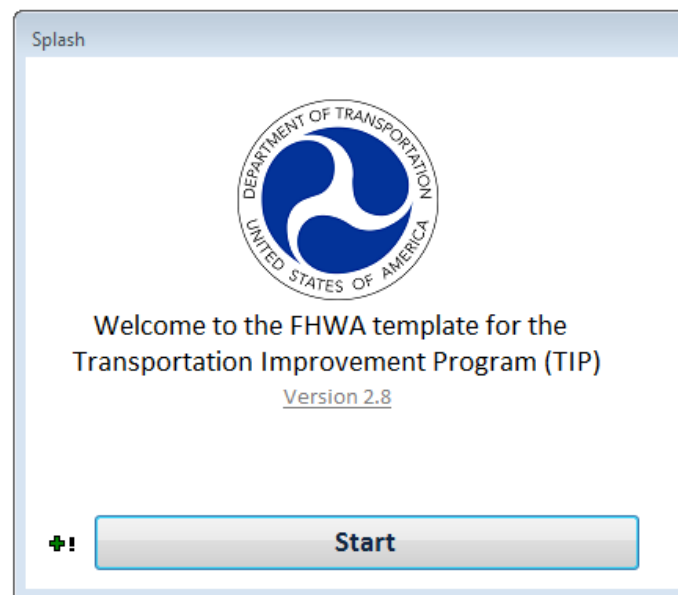 Splash
DEPARTMENT OF TRANSPORTATION
UNITED STATES OF AMERICA
Welcome to the FHWA template for the
Transportation Improvement Program (TIP)
Version 2.8
!
Start